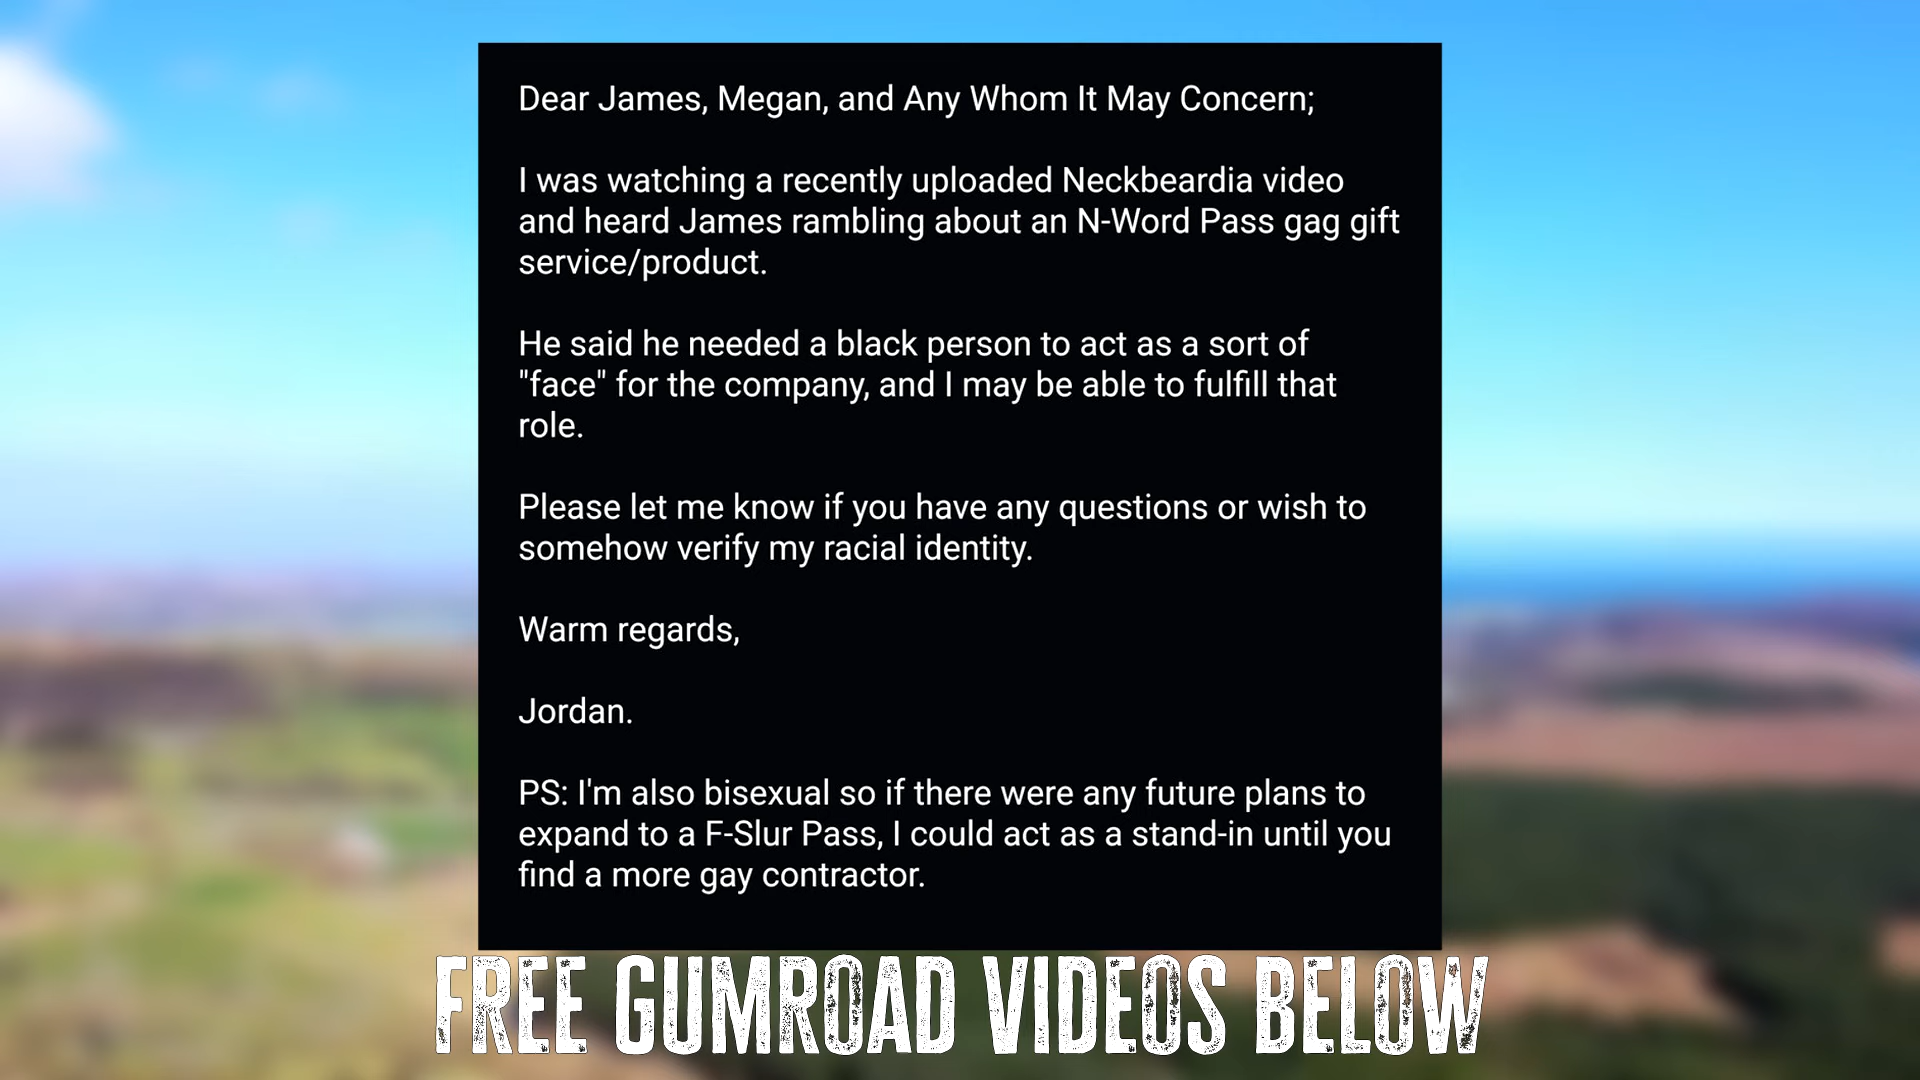 Dear James, Megan, and Any Whom It May Concern;
I was watching a recently uploaded Neckbeardia video
and heard James rambling about an N-Word Pass gag gift
service/product.
He said he needed a black person to act as a sort of
"face" for the company, and I may be able to fulfill that
role.
Please let me know if you have any questions or wish to
somehow verify my racial identity.
Warm regards,
Jordan.
PS: I'm also bisexual so if there were any future plans to
expand to a F-Slur Pass, I could act as a stand-in until you
find a more gay contractor.
FREE GUMROAD VIDEOS BELOW